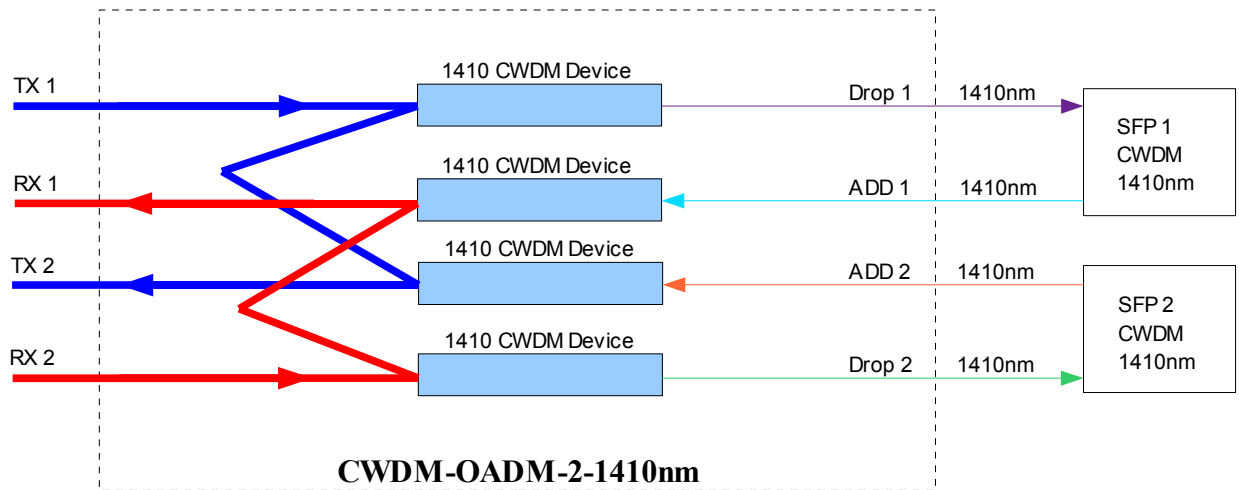 1410 CWDM Device
TX 1
Drop 1
1410nm
SFP 1
CWDM
1410nm
1410 CWDM Device
RX 1
ADD 1
1410nm
1410 CWDM Device
TX 2
ADD 2
1410nm
SFP 2
CWDM
1410nm
1410 CWDM Device
RX 2
Drop 2
1410nm
CWDM-OADM-2-1410nm